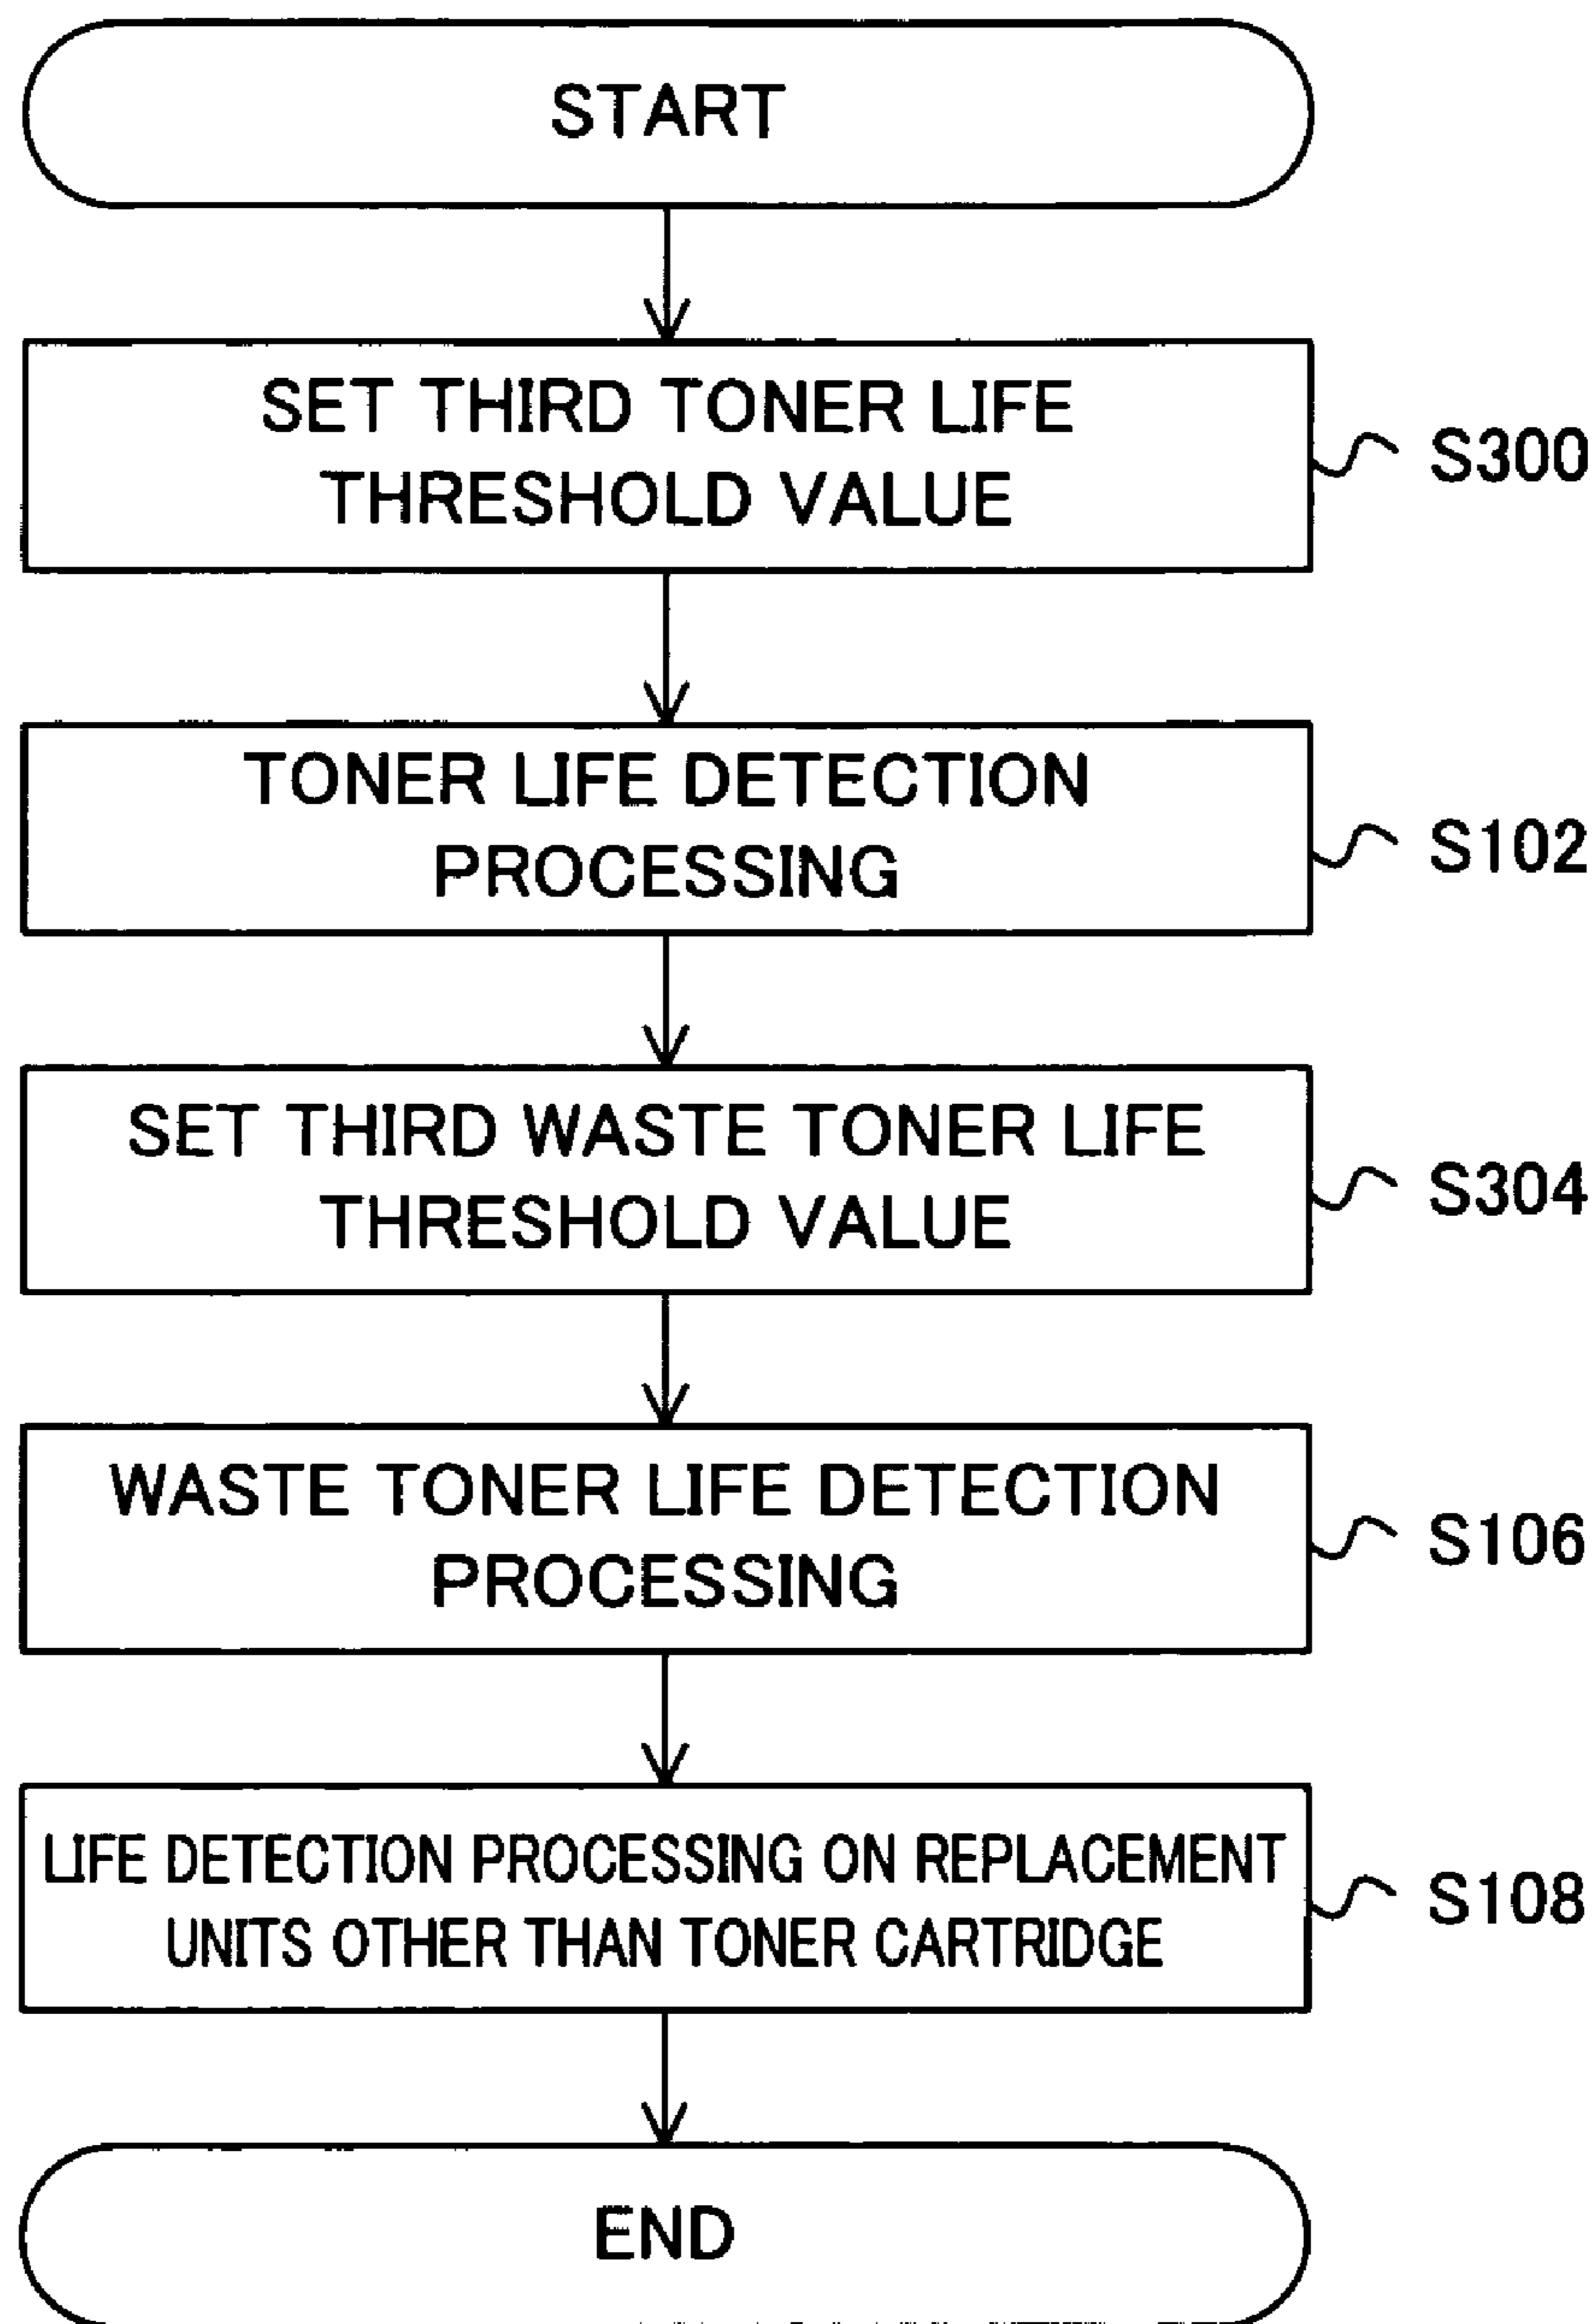 START
SET THIRD TONER LIFE
THRESHOLD VALUE
S300
TONER LIFE DETECTION
PROCESSING
S102
SET THIRD WASTE TONER LIFE
THRESHOLD VALUE
S304
WASTE TONER LIFE DETECTION
PROCESSING
S106
LIFE DETECTION PROCESSING ON REPLACEMENT
UNITS OTHER THAN TONER CARTRIDGE
S108
END